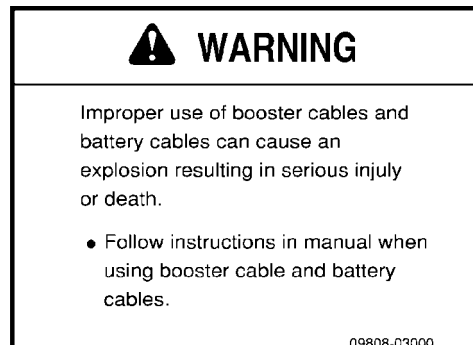 WARNING
Improper use of booster cables and
battery cables can cause an
explosion resulting in serious injuly
or death.
● Follow instructions in manual when
using booster cable and battery
cables.
09808-03000